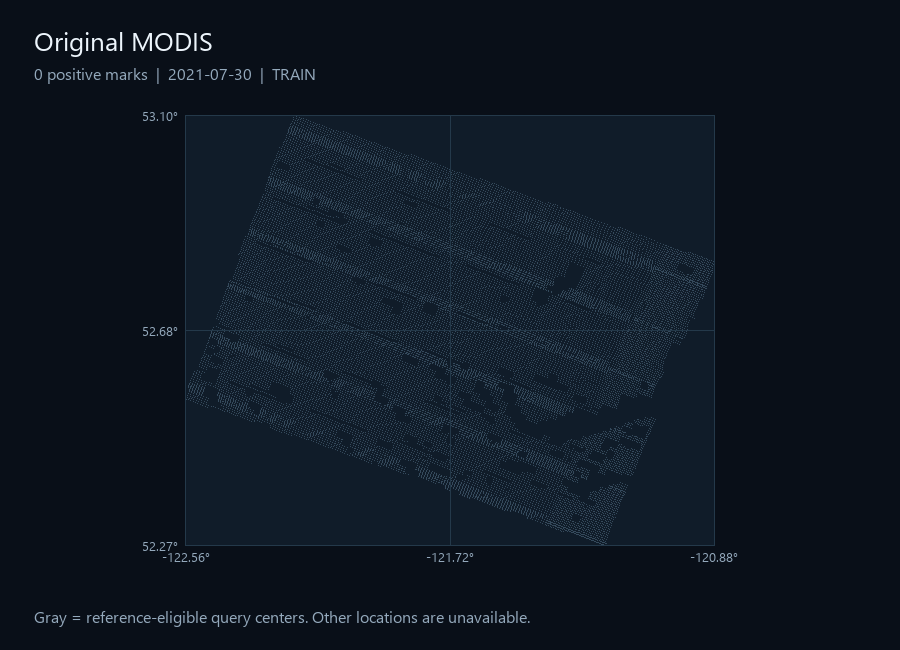 Original MODIS
0 positive marks | 2021-07-30 | TRAIN
53.10°
52.68°
52.27°
-122.56°
-121.72°
-120.88°
Gray = reference-eligible query centers. Other locations are unavailable.